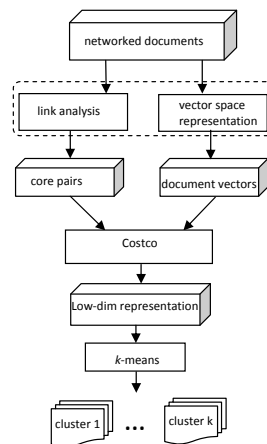 networked documents
link analysis
vector space
representation
core pairs
document vectors
Costco
Low-dim representation
k-means
cluster 1
...
cluster k